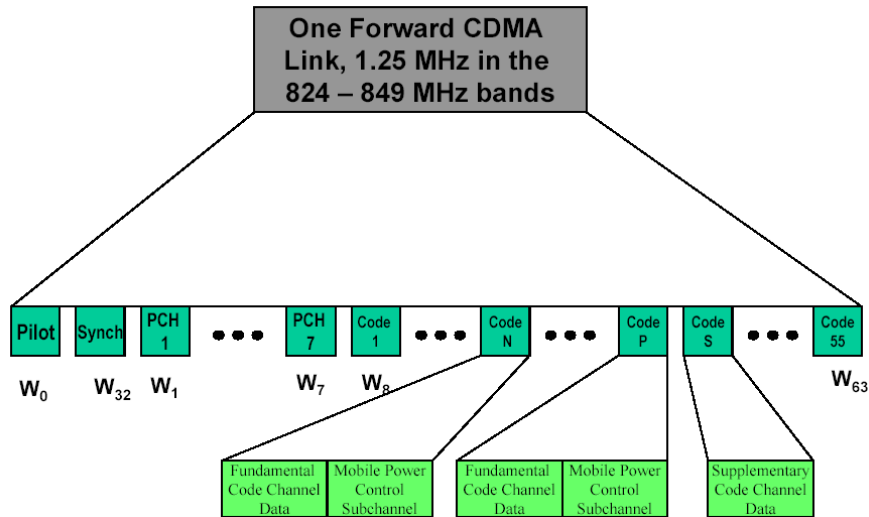 One Forward CDMA
Link, 1.25 MHz in the
824 – 849 MHz bands
Pilot
Synch
PCH
1
PCH
7
Code
1
Code
N
Code
P
Code
S
Code
55
W0
W32
W1
W7
W8
W63
Fundamental
Code Channel
Data
Mobile Power
Control
Subchannel
Fundamental
Code Channel
Data
Mobile Power
Control
Subchannel
Supplementary
Code Channel
Data